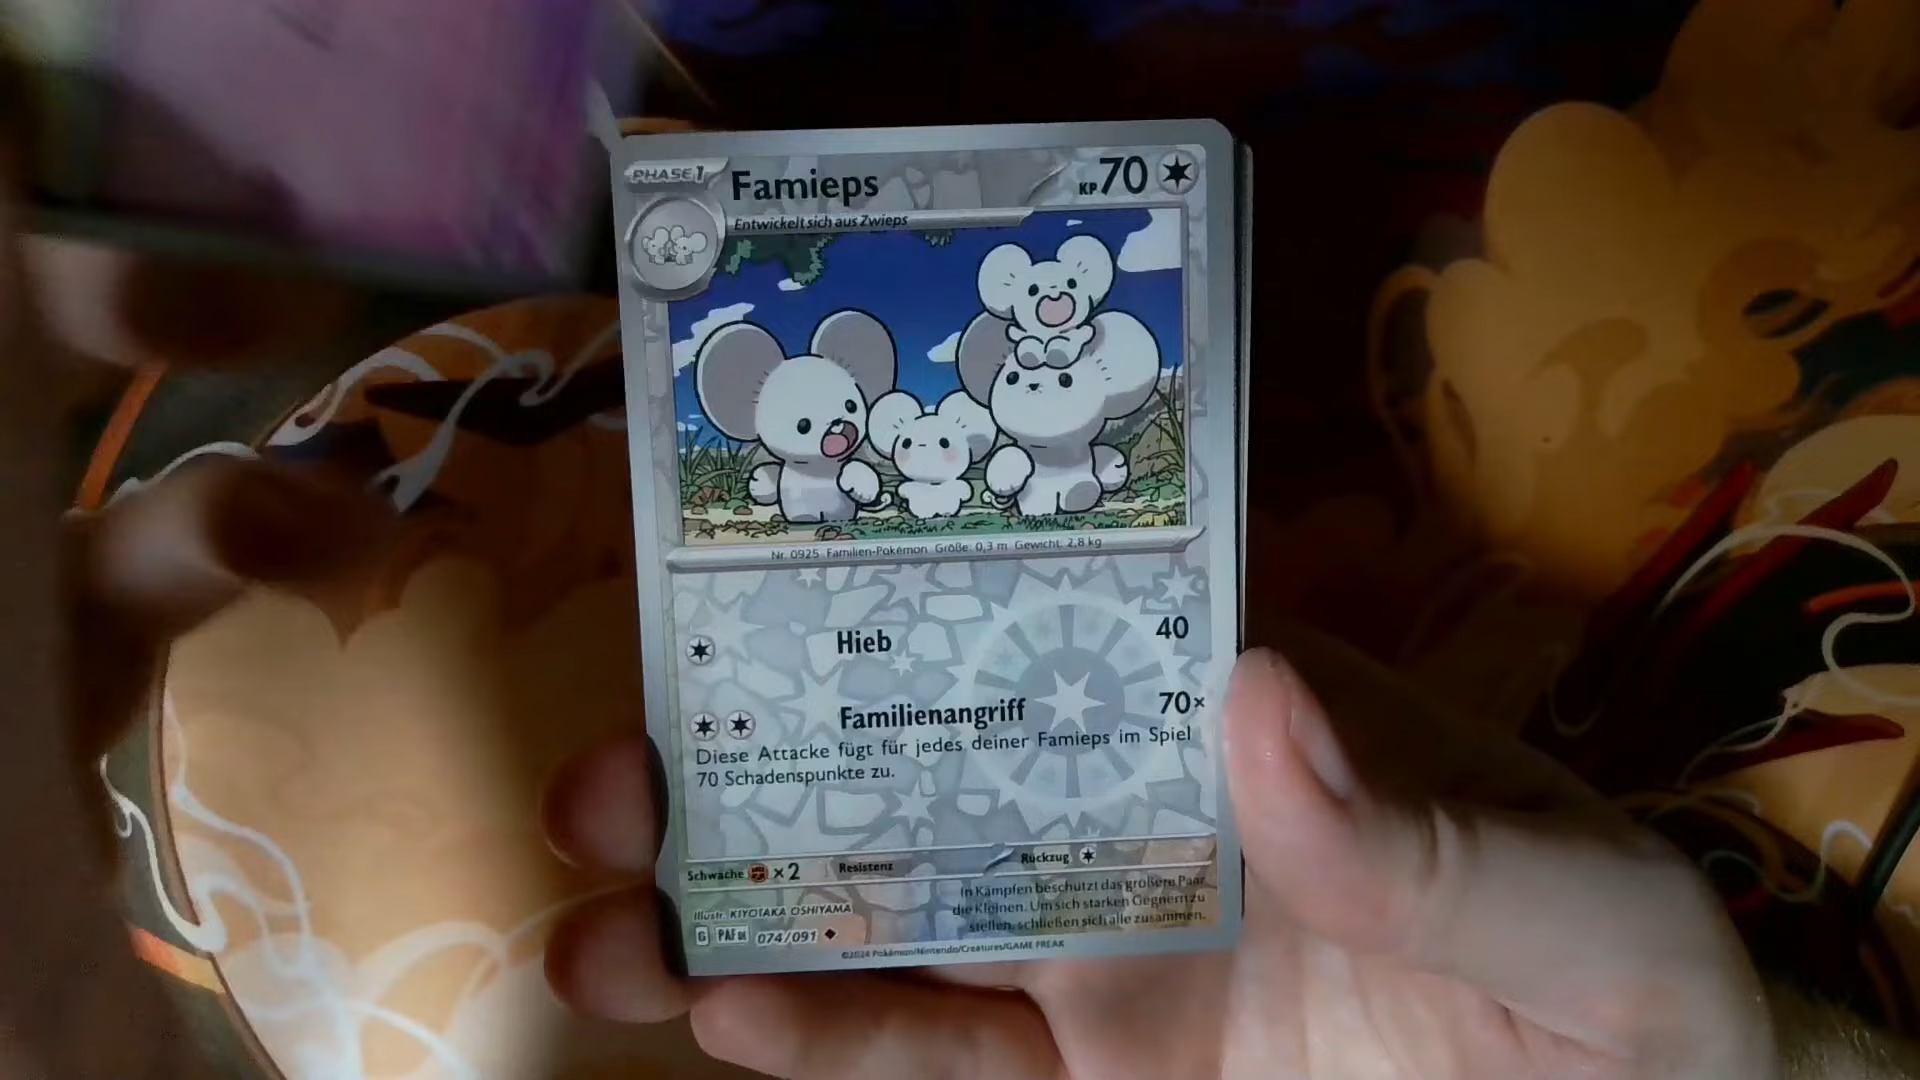 PHASE 1 Famieps KP 70
Entwickelt sich aus Zwieps
Nr. 0925 Familien-Pokémon Größe: 0,3 m Gewicht: 2,8 kg
Hieb 40
Familienangriff 70×
Diese Attacke fügt für jedes deiner Famieps im Spiel
70 Schadenspunkte zu.
Schwäche ×2 Resistenz Rückzug
In Kämpfen beschützt das größere Paar
die Kleinen. Um sich starken Gegnern zu
stellen, schließen sich alle zusammen.
Illustr. KIYOTAKA OSHIYAMA
G PAF DE 074/091
©2024 Pokémon/Nintendo/Creatures/GAME FREAK